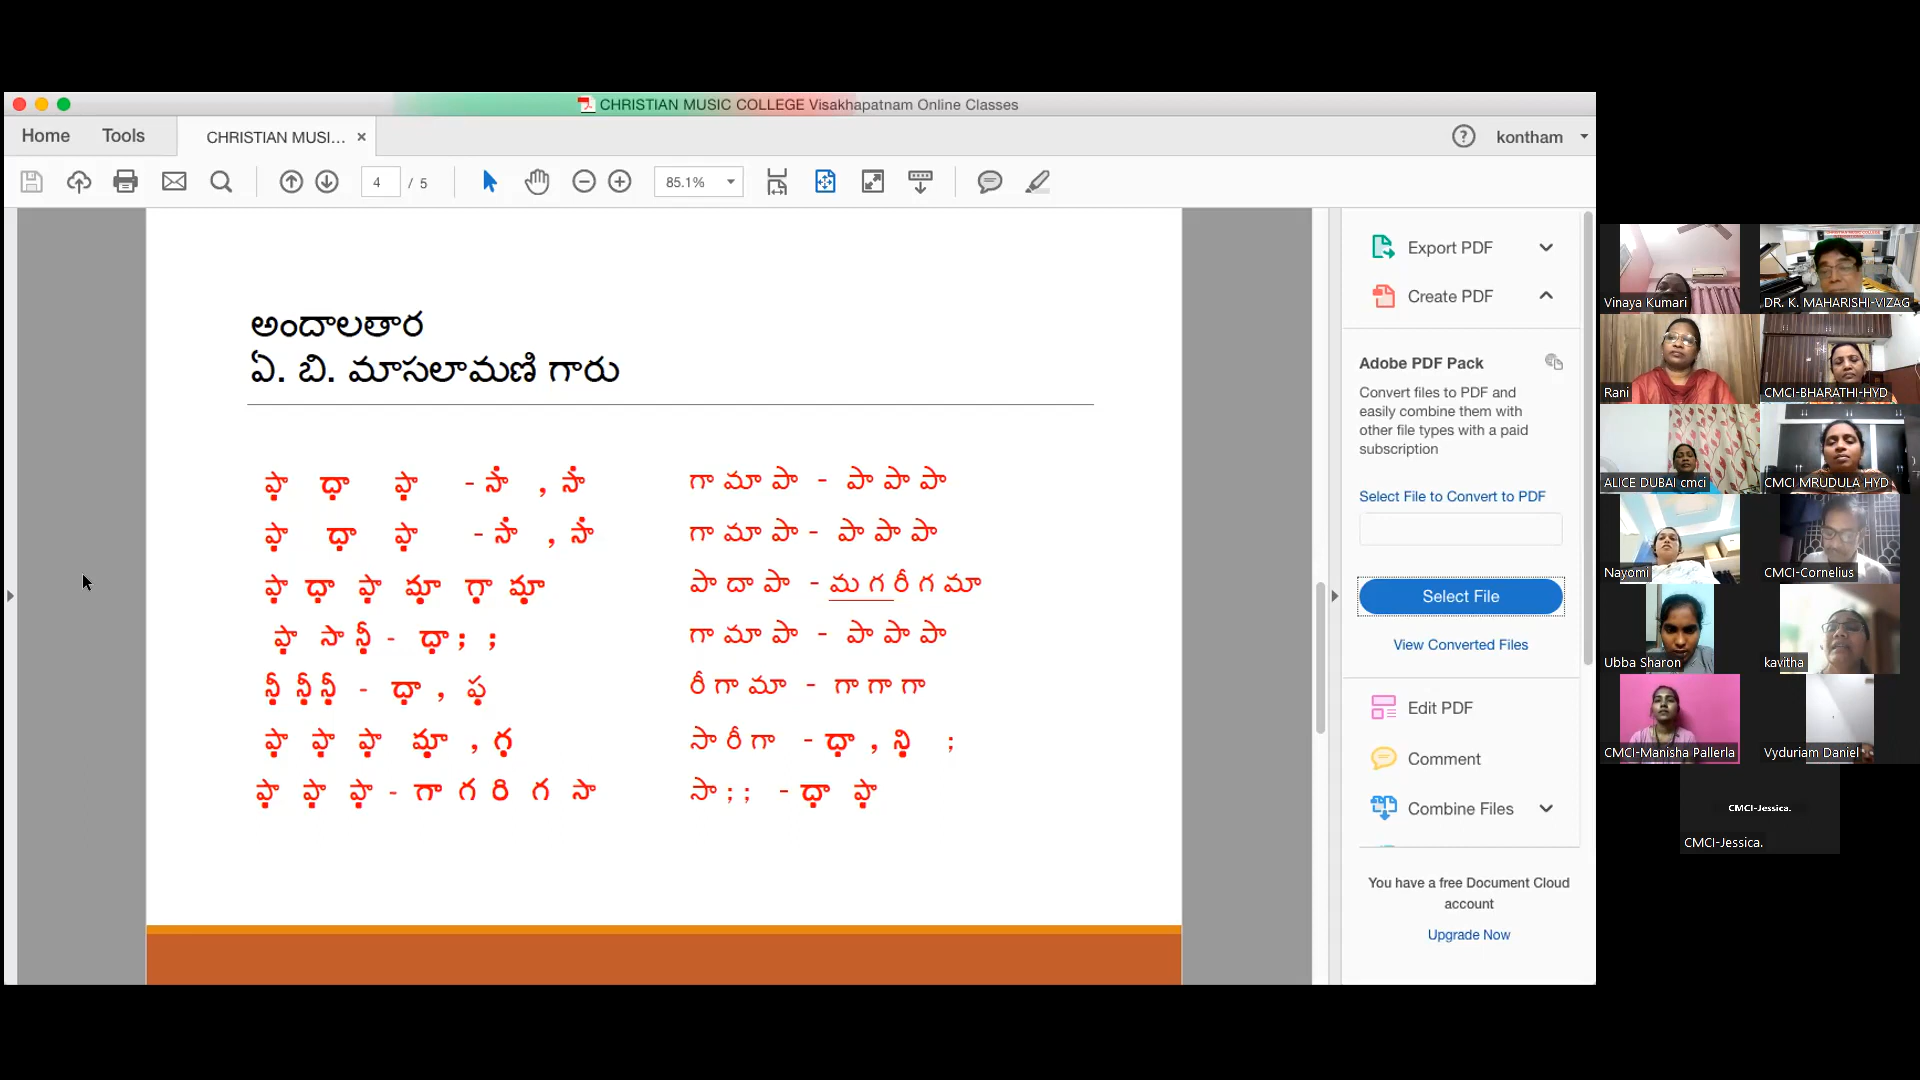 CHRISTIAN MUSIC COLLEGE Visakhapatnam Online Classes
Home Tools CHRISTIAN MUSI... × kontham
4 / 5 85.1%
అందాలతార
ఏ. బి. మాసలామణి గారు
ఫా ధా ఫా - సా , సా
ఫా ధా ఫా - సా , సా
ఫా ధా ఫా మా గా మా
ఫా సా నీ - ధా ; ;
నీ నీ నీ - ధా , ఫ
ఫా ఫా ఫా మా , గ
ఫా ఫా ఫా - గా గ రి గ సా
గా మా పా - పా పా పా
గా మా పా - పా పా పా
పా దా పా - మ గ రీ గ మా
గా మా పా - పా పా పా
రీ గా మా - గా గా గా
సా రీ గా - ధా , ని ;
సా ; ; - ధా ఫా
Export PDF
Create PDF
Adobe PDF Pack
Convert files to PDF and
easily combine them with
other file types with a paid
subscription
Select File to Convert to PDF
Select File
View Converted Files
Edit PDF
Comment
Combine Files
You have a free Document Cloud
account
Upgrade Now
Vinaya Kumari
DR. K. MAHARISHI-VIZAG
Rani
CMCI-BHARATHI-HYD
ALICE DUBAI cmci
CMCI MRUDULA HYD
Nayomi
CMCI-Cornelius
Ubba Sharon
kavitha
CMCI-Manisha Pallerla
Vyduriam Daniel
CMCI-Jessica.
CMCI-Jessica.